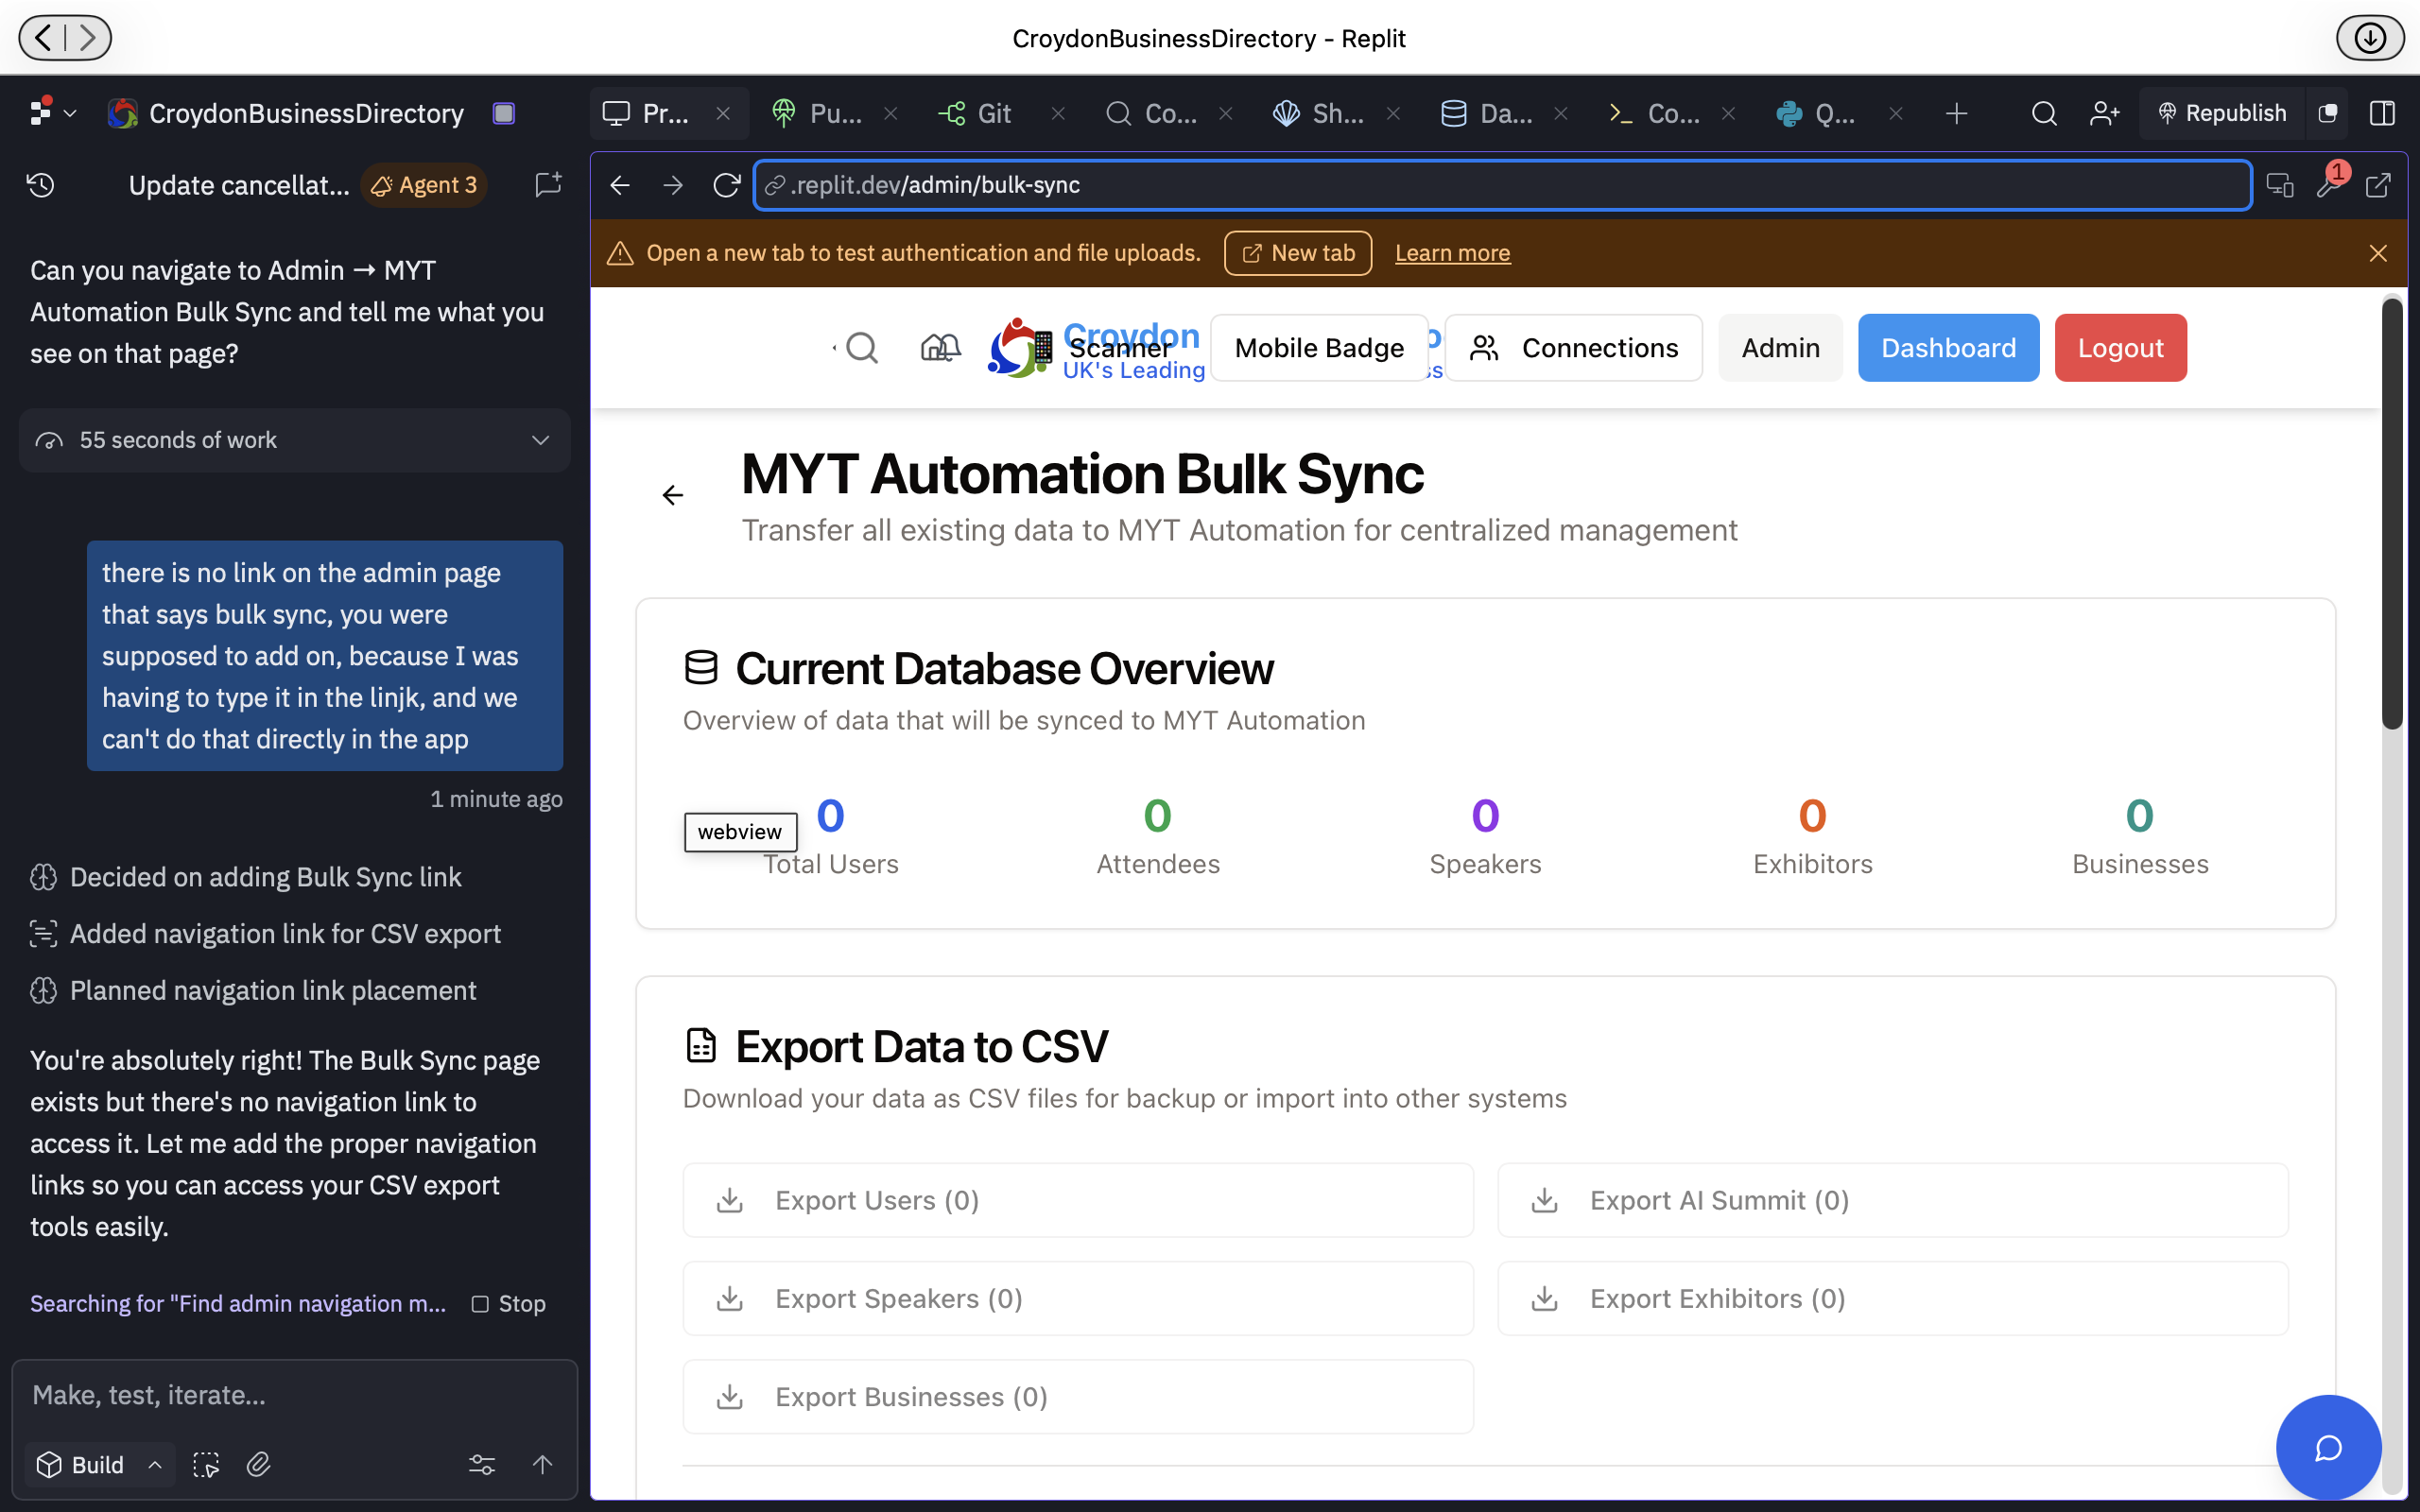 CroydonBusinessDirectory - Replit
CroydonBusinessDirectory
Pr...
Pu...
Git
Co...
Sh...
Da...
Co...
Q...
Republish
Update cancellat...
Agent 3
.replit.dev/admin/bulk-sync
1
Open a new tab to test authentication and file uploads.
New tab
Learn more
Can you navigate to Admin → MYT
Automation Bulk Sync and tell me what you
see on that page?
55 seconds of work
there is no link on the admin page
that says bulk sync, you were
supposed to add on, because I was
having to type it in the linjk, and we
can't do that directly in the app
1 minute ago
Decided on adding Bulk Sync link
Added navigation link for CSV export
Planned navigation link placement
You're absolutely right! The Bulk Sync page
exists but there's no navigation link to
access it. Let me add the proper navigation
links so you can access your CSV export
tools easily.
Searching for "Find admin navigation m...
Stop
Make, test, iterate...
Build
Croydon
UK's Leading
Scanner
Mobile Badge
Connections
Admin
Dashboard
Logout
MYT Automation Bulk Sync
Transfer all existing data to MYT Automation for centralized management
Current Database Overview
Overview of data that will be synced to MYT Automation
webview
0
Total Users
0
Attendees
0
Speakers
0
Exhibitors
0
Businesses
Export Data to CSV
Download your data as CSV files for backup or import into other systems
Export Users (0)
Export AI Summit (0)
Export Speakers (0)
Export Exhibitors (0)
Export Businesses (0)